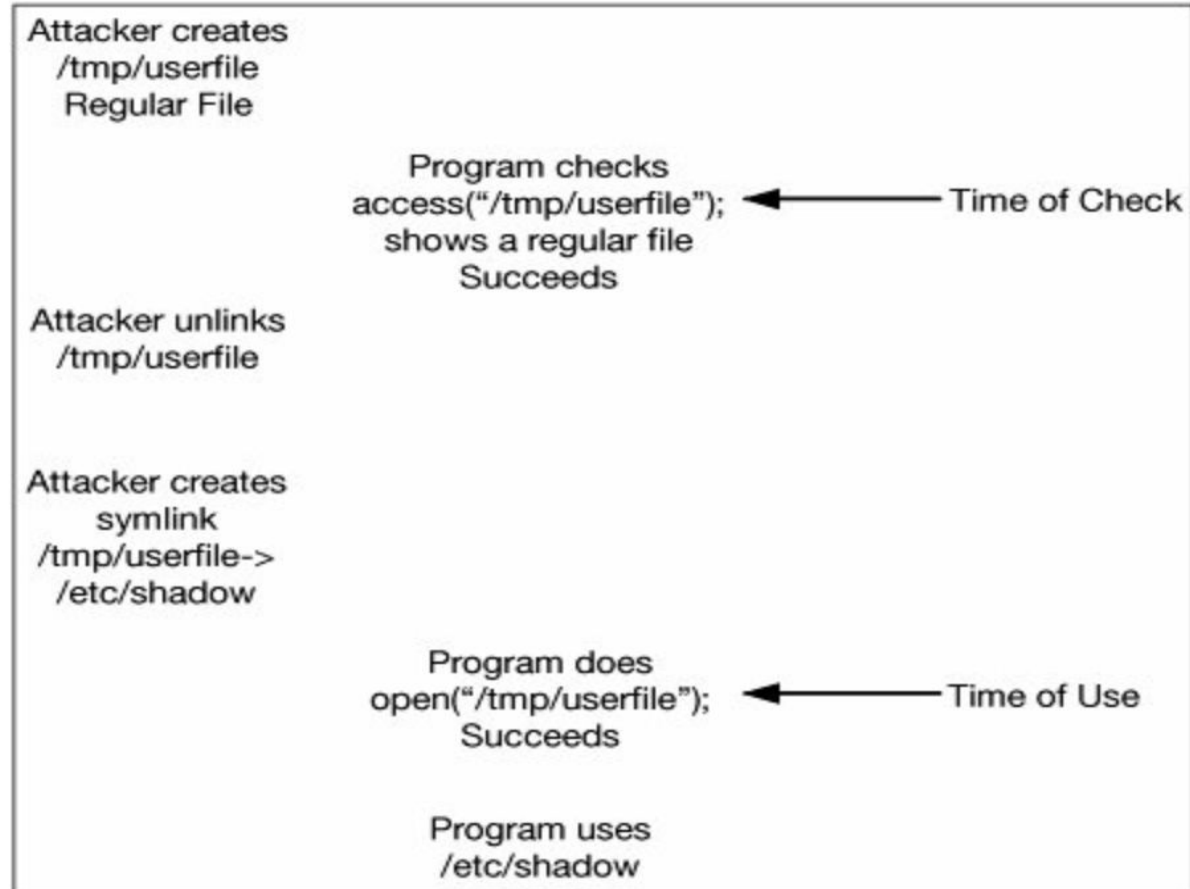 Attacker creates
/tmp/userfile
Regular File
Program checks
access(“/tmp/userfile”);
shows a regular file
Succeeds
Time of Check
Attacker unlinks
/tmp/userfile
Attacker creates
symlink
/tmp/userfile->
/etc/shadow
Program does
open(“/tmp/userfile”);
Succeeds
Time of Use
Program uses
/etc/shadow